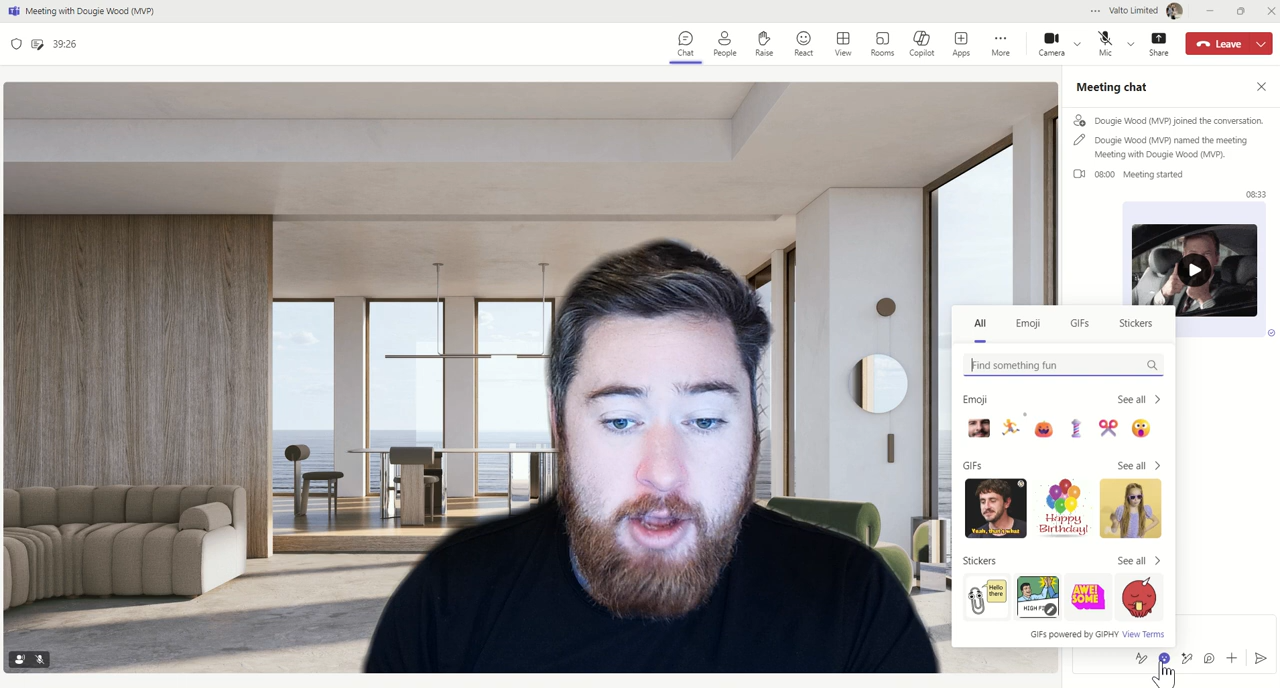 Meeting with Dougie Wood (MVP)
Valto Limited
39:26
Chat
People
Raise
React
View
Rooms
Copilot
Apps
More
Camera
Mic
Share
Leave
Meeting chat
Dougie Wood (MVP) joined the conversation.
Dougie Wood (MVP) named the meeting
Meeting with Dougie Wood (MVP).
08:00 Meeting started
08:33
All
Emoji
GIFs
Stickers
Find something fun
Emoji
See all
GIFs
See all
Happy
Birthday!
Stickers
See all
Hello
there
HIGH
AWE
SOME
GIFs powered by GIPHY View Terms